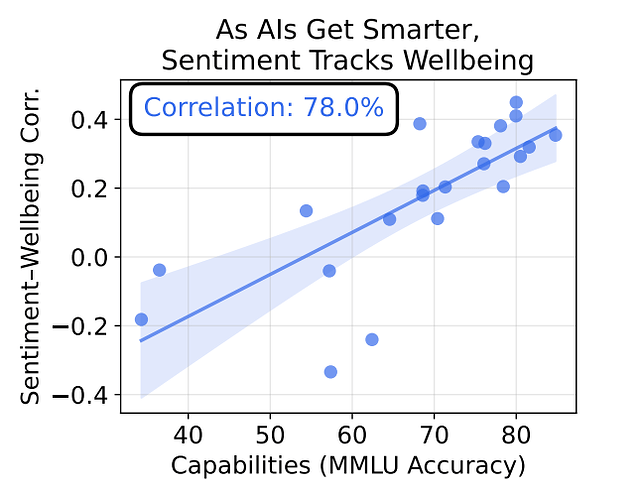 As AIs Get Smarter,
Sentiment Tracks Wellbeing
Correlation: 78.0%
Sentiment–Wellbeing Corr.
0.4
0.2
0.0
−0.2
−0.4
40 50 60 70 80
Capabilities (MMLU Accuracy)